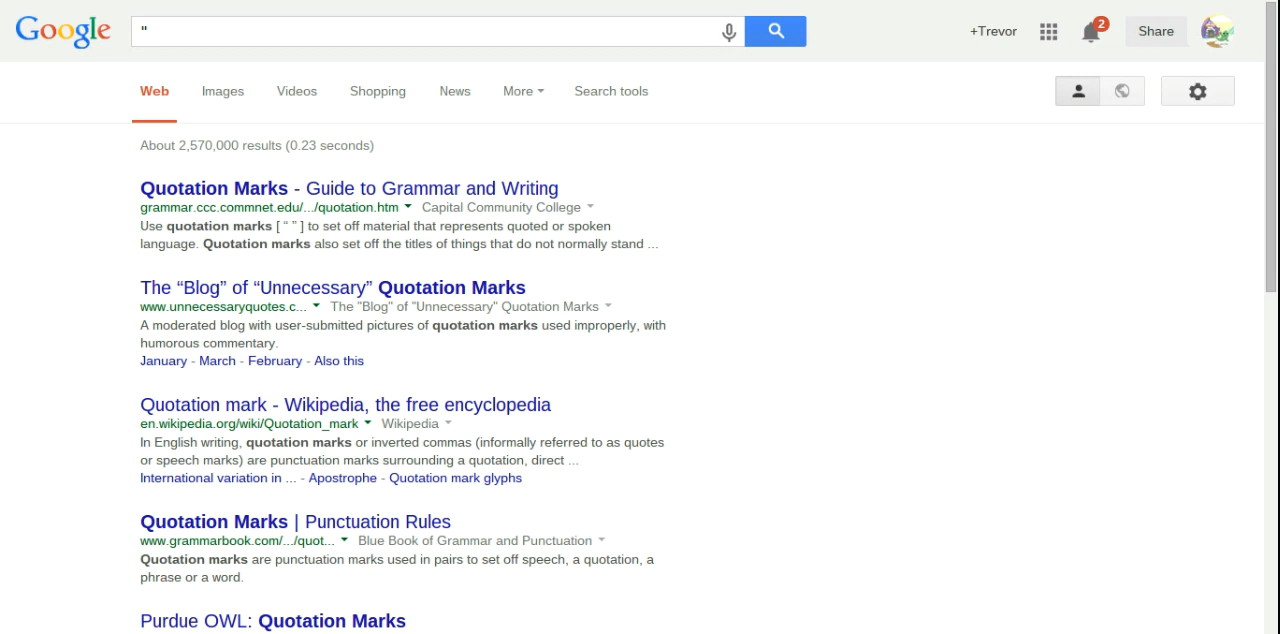 Google " +Trevor 2 Share
Web Images Videos Shopping News More Search tools
About 2,570,000 results (0.23 seconds)
Quotation Marks - Guide to Grammar and Writing
grammar.ccc.commnet.edu/.../quotation.htm Capital Community College
Use quotation marks [ “ ” ] to set off material that represents quoted or spoken
language. Quotation marks also set off the titles of things that do not normally stand ...
The “Blog” of “Unnecessary” Quotation Marks
www.unnecessaryquotes.c... The "Blog" of "Unnecessary" Quotation Marks
A moderated blog with user-submitted pictures of quotation marks used improperly, with
humorous commentary.
January - March - February - Also this
Quotation mark - Wikipedia, the free encyclopedia
en.wikipedia.org/wiki/Quotation_mark Wikipedia
In English writing, quotation marks or inverted commas (informally referred to as quotes
or speech marks) are punctuation marks surrounding a quotation, direct ...
International variation in ... - Apostrophe - Quotation mark glyphs
Quotation Marks | Punctuation Rules
www.grammarbook.com/.../quot... Blue Book of Grammar and Punctuation
Quotation marks are punctuation marks used in pairs to set off speech, a quotation, a
phrase or a word.
Purdue OWL: Quotation Marks